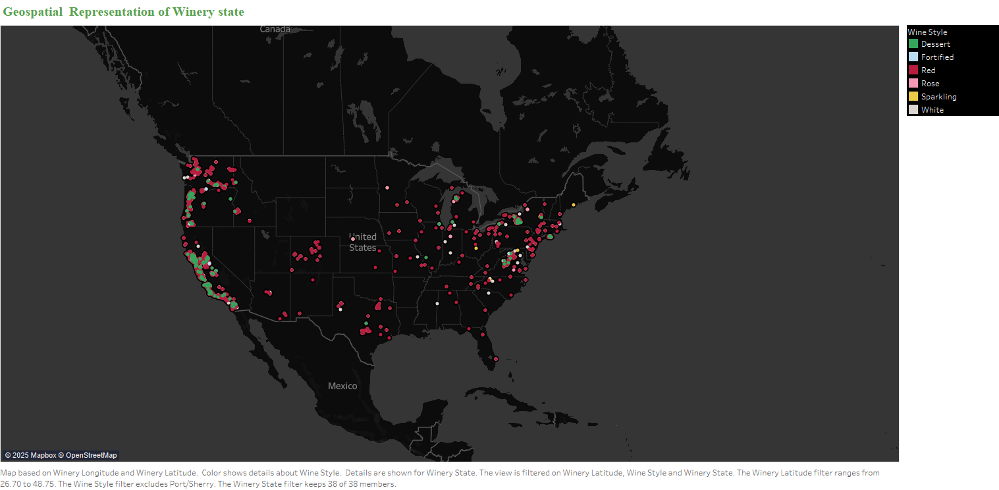 Geospatial Representation of Winery state
Canada
United
States
Mexico
© 2025 Mapbox © OpenStreetMap
Wine Style
Dessert
Fortified
Red
Rose
Sparkling
White
Map based on Winery Longitude and Winery Latitude. Color shows details about Wine Style. Details are shown for Winery State. The view is filtered on Winery Latitude, Wine Style and Winery State. The Winery Latitude filter ranges from
26.70 to 48.75. The Wine Style filter excludes Port/Sherry. The Winery State filter keeps 38 of 38 members.